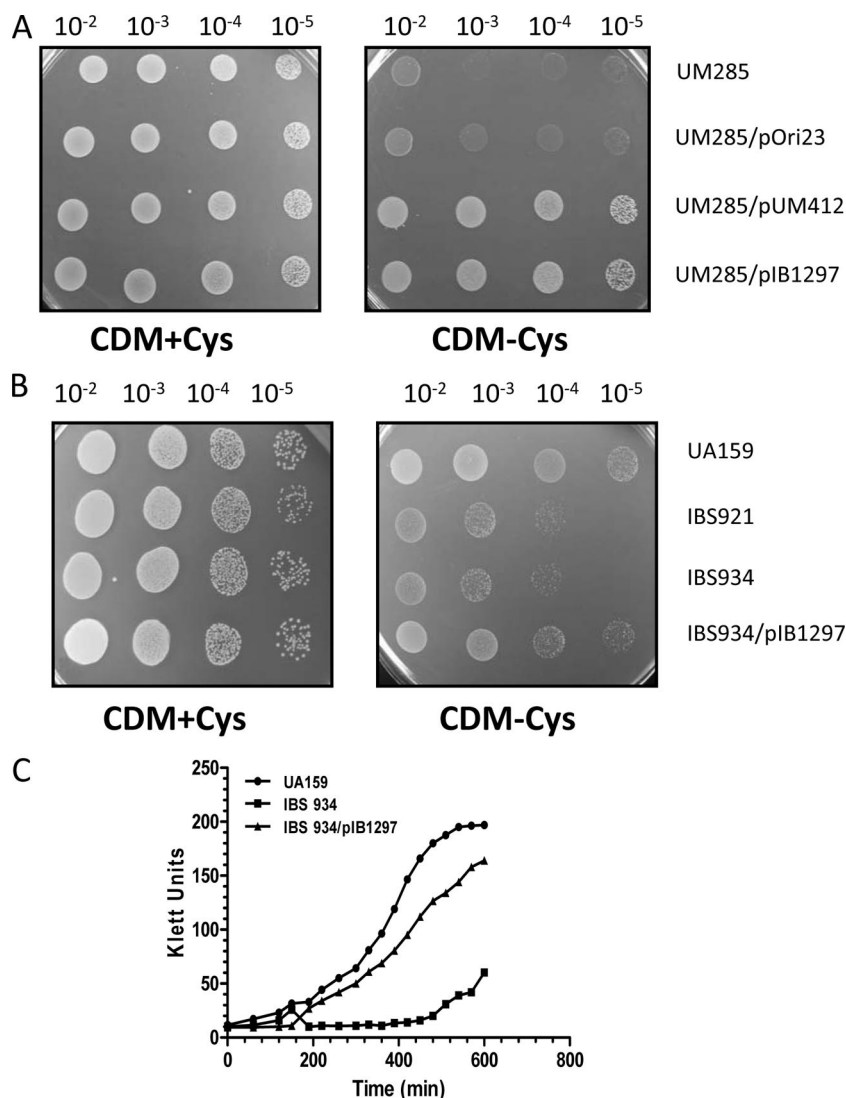 A
10-2 10-3 10-4 10-5
10-2 10-3 10-4 10-5
UM285
UM285/pOri23
UM285/pUM412
UM285/pIB1297
CDM+Cys
CDM-Cys
B
10-2 10-3 10-4 10-5
10-2 10-3 10-4 10-5
UA159
IBS921
IBS934
IBS934/pIB1297
CDM+Cys
CDM-Cys
C
Klett Units
250
200
150
100
50
0
UA159
IBS 934
IBS 934/pIB1297
0 200 400 600 800
Time (min)